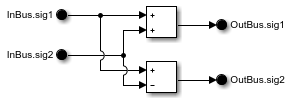 InBus.sig1
+
+
OutBus.sig1
InBus.sig2
+
−
OutBus.sig2